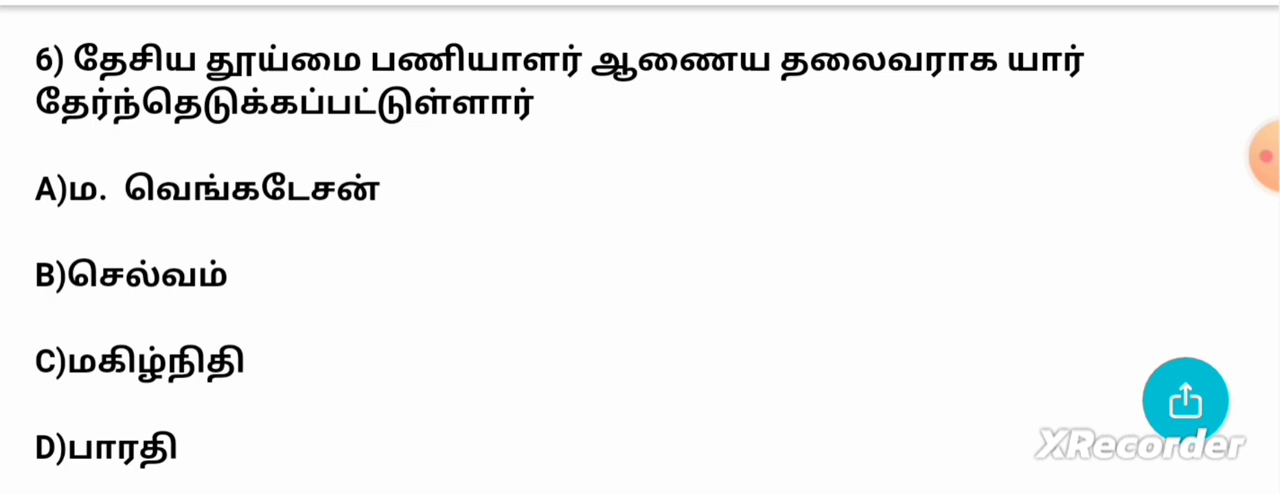 6) தேசிய தூய்மை பணியாளர் ஆணைய தலைவராக யார்
தேர்ந்தெடுக்கப்பட்டுள்ளார்
A)ம. வெங்கடேசன்
B)செல்வம்
C)மகிழ்நிதி
D)பாரதி
XRecorder